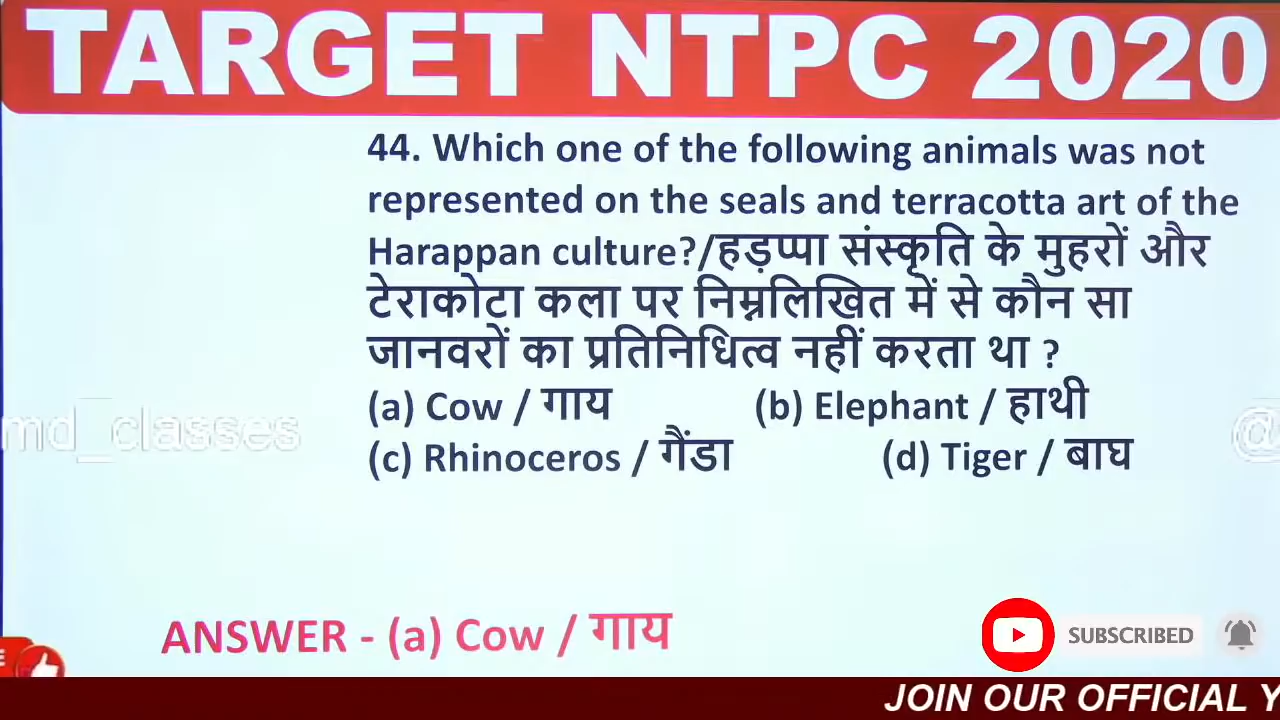 TARGET NTPC 2020
44. Which one of the following animals was not
represented on the seals and terracotta art of the
Harappan culture?/हड़प्पा संस्कृति के मुहरों और
टेराकोटा कला पर निम्नलिखित में से कौन सा
जानवरों का प्रतिनिधित्व नहीं करता था ?
(a) Cow / गाय (b) Elephant / हाथी
md_classes @
(c) Rhinoceros / गैंडा (d) Tiger / बाघ
ANSWER - (a) Cow / गाय
SUBSCRIBED
E
JOIN OUR OFFICIAL Y